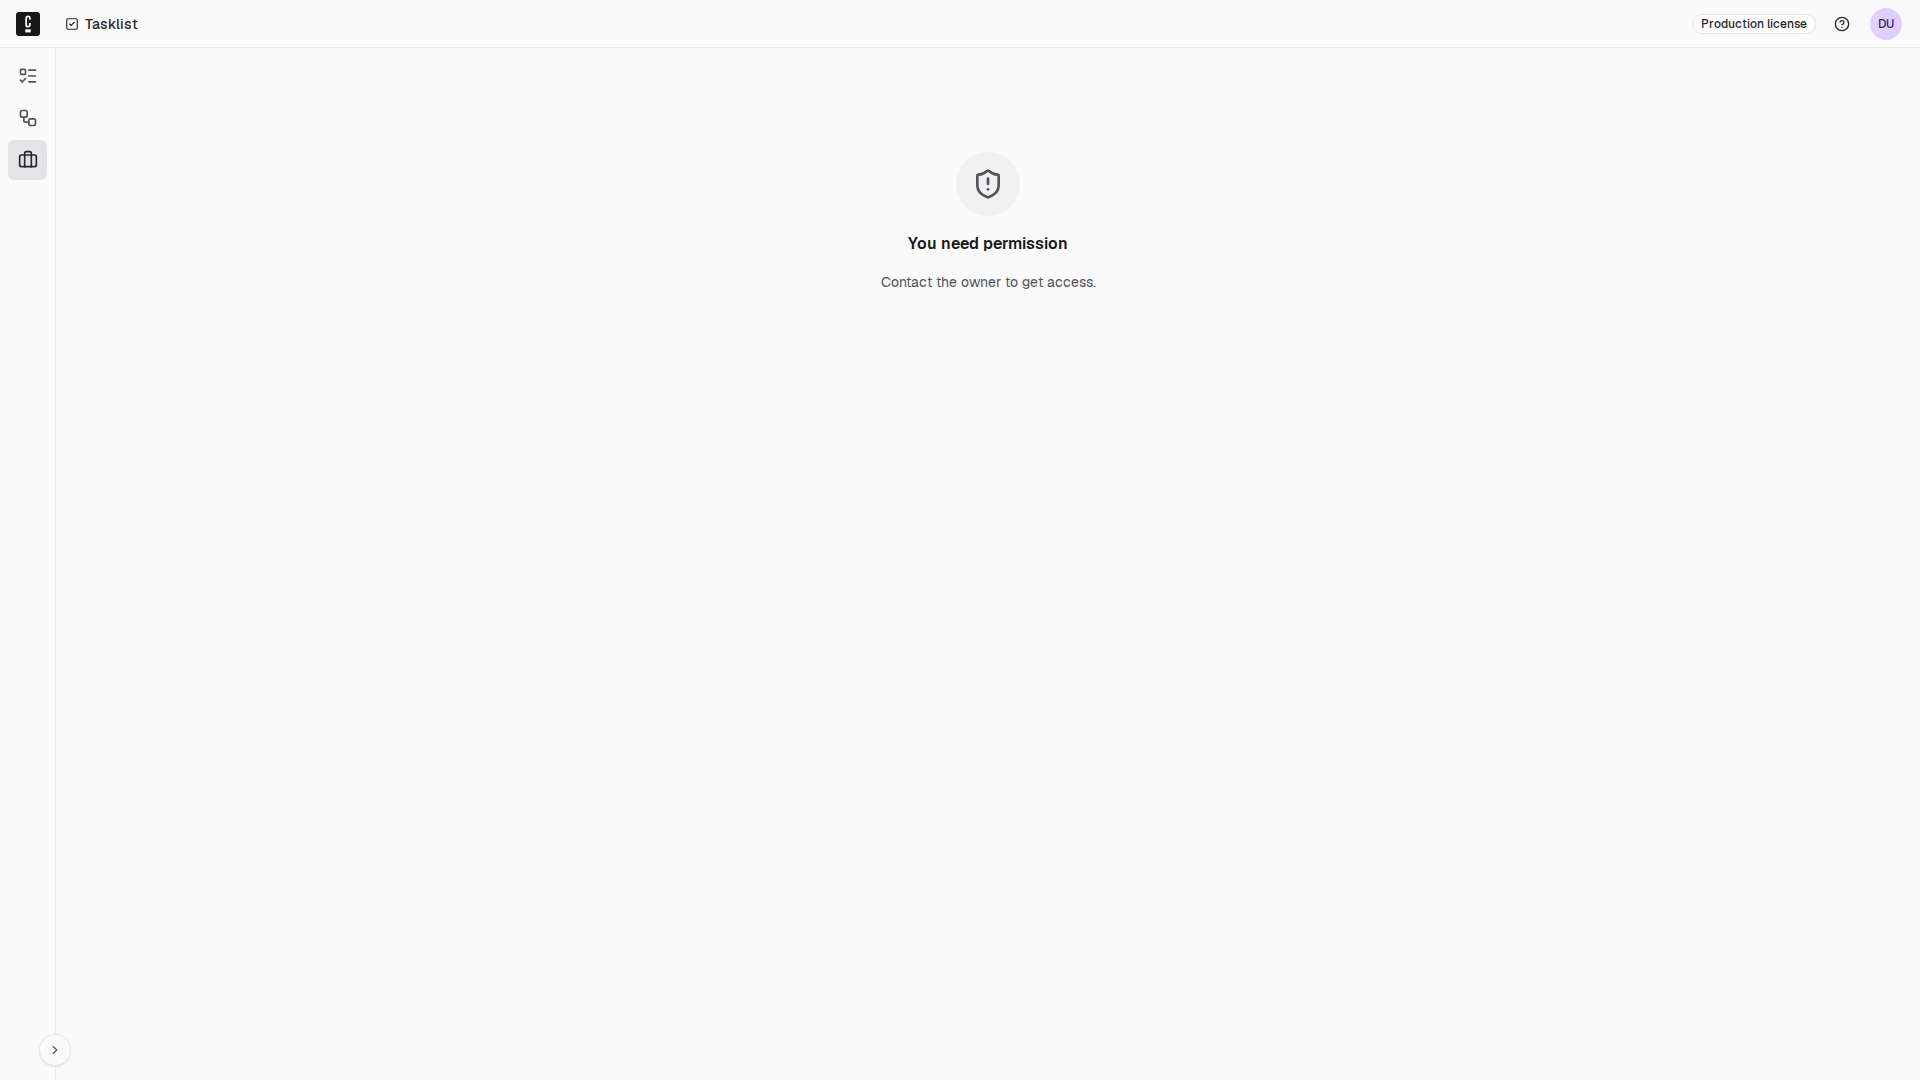 Tasklist
Production license
DU
You need permission
Contact the owner to get access.